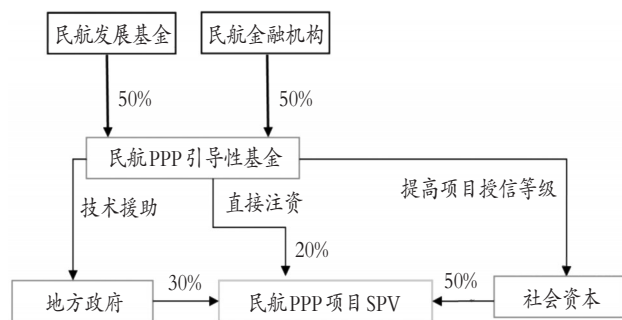 民航发展基金
民航金融机构
50%
50%
民航PPP引导性基金
技术援助
直接注资
提高项目授信等级
20%
30%
50%
地方政府
民航PPP项目SPV
社会资本